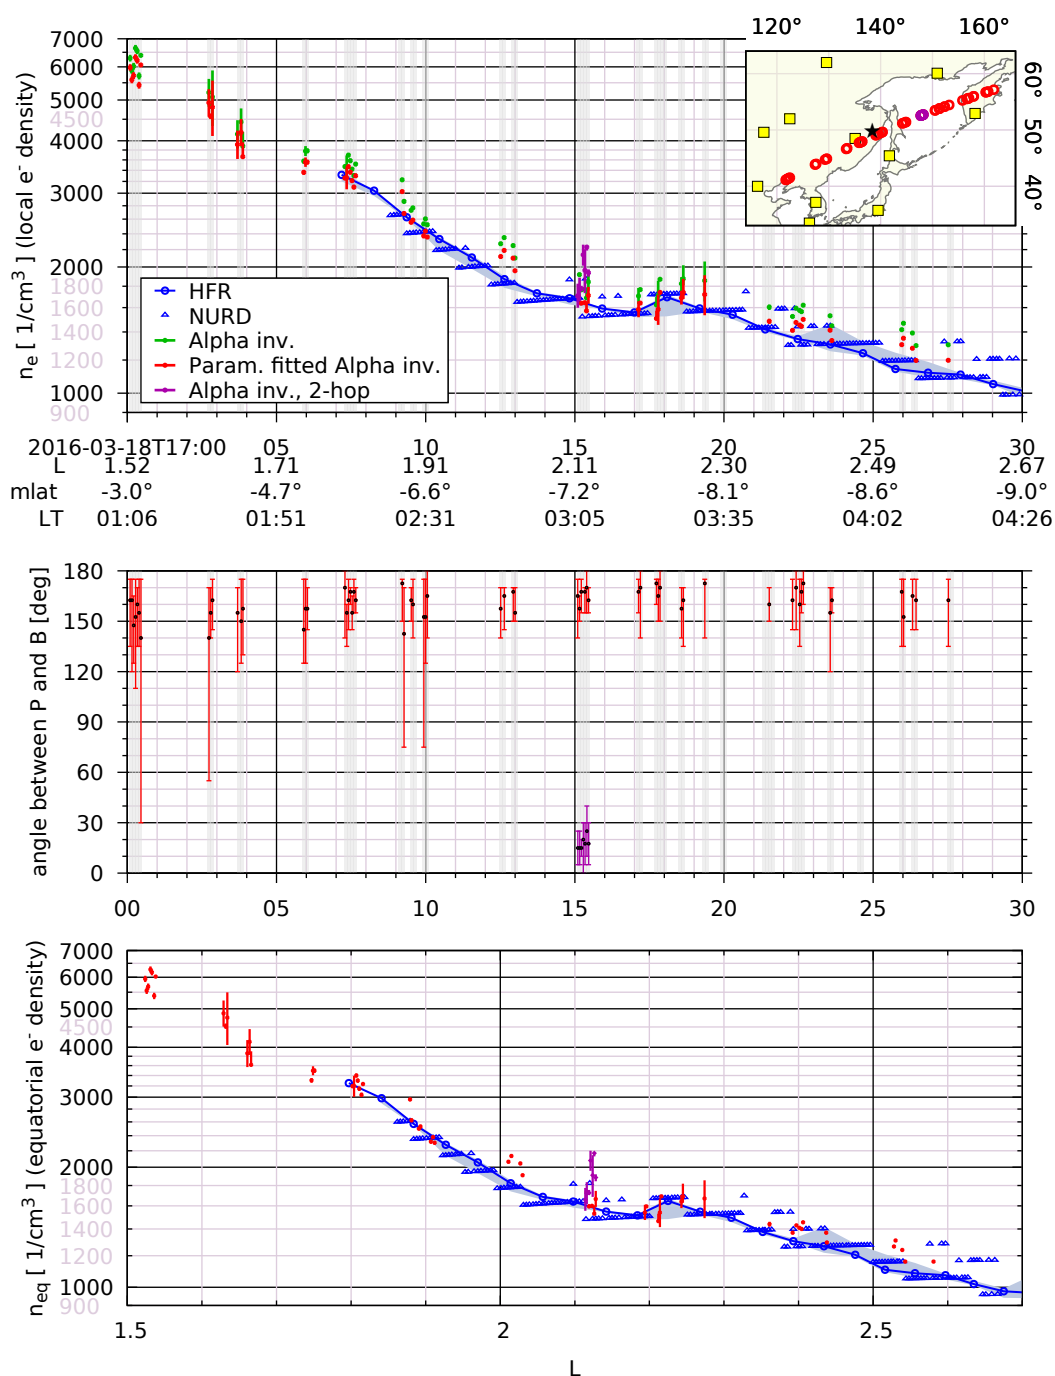 120° 140° 160°
60°
50°
40°
7000
6000
5000
4500
4000
3000
2000
1800
1600
1400
1200
1000
900
n_e [ 1/cm³ ] (local e⁻ density)
HFR
NURD
Alpha inv.
Param. fitted Alpha inv.
Alpha inv., 2-hop
2016-03-18T17:00 05 10 15 20 25 30
L 1.52 1.71 1.91 2.11 2.30 2.49 2.67
mlat -3.0° -4.7° -6.6° -7.2° -8.1° -8.6° -9.0°
LT 01:06 01:51 02:31 03:05 03:35 04:02 04:26
180
150
120
90
60
30
0
angle between P and B [deg]
00 05 10 15 20 25 30
7000
6000
5000
4500
4000
3000
2000
1800
1600
1400
1200
1000
900
n_eq [ 1/cm³ ] (equatorial e⁻ density)
1.5 2 2.5
L